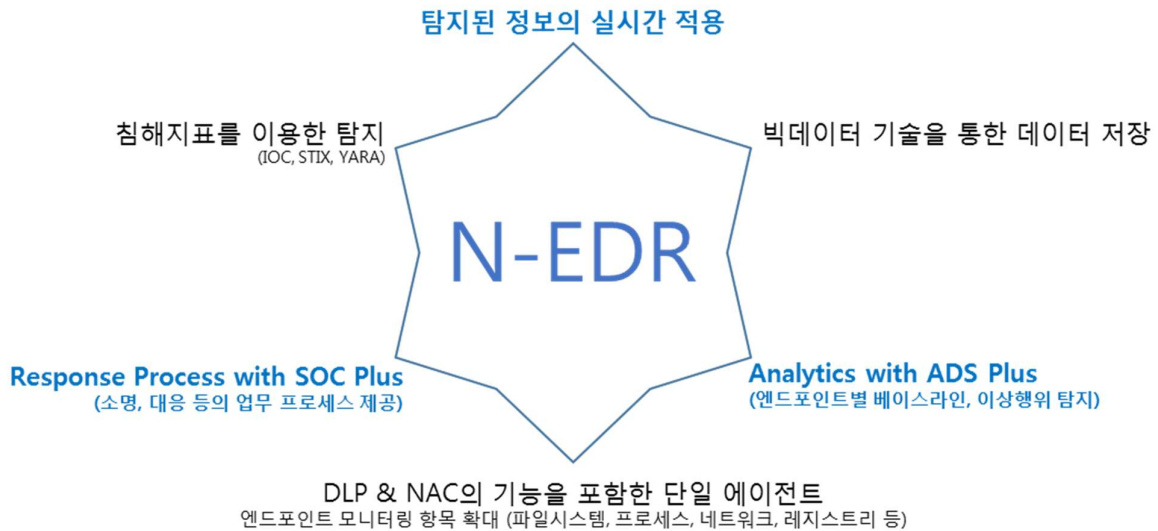 탐지된 정보의 실시간 적용
침해지표를 이용한 탐지
(IOC, STIX, YARA)
빅데이터 기술을 통한 데이터 저장
N-EDR
Response Process with SOC Plus
(소명, 대응 등의 업무 프로세스 제공)
Analytics with ADS Plus
(엔드포인트별 베이스라인, 이상행위 탐지)
DLP & NAC의 기능을 포함한 단일 에이전트
엔드포인트 모니터링 항목 확대 (파일시스템, 프로세스, 네트워크, 레지스트리 등)